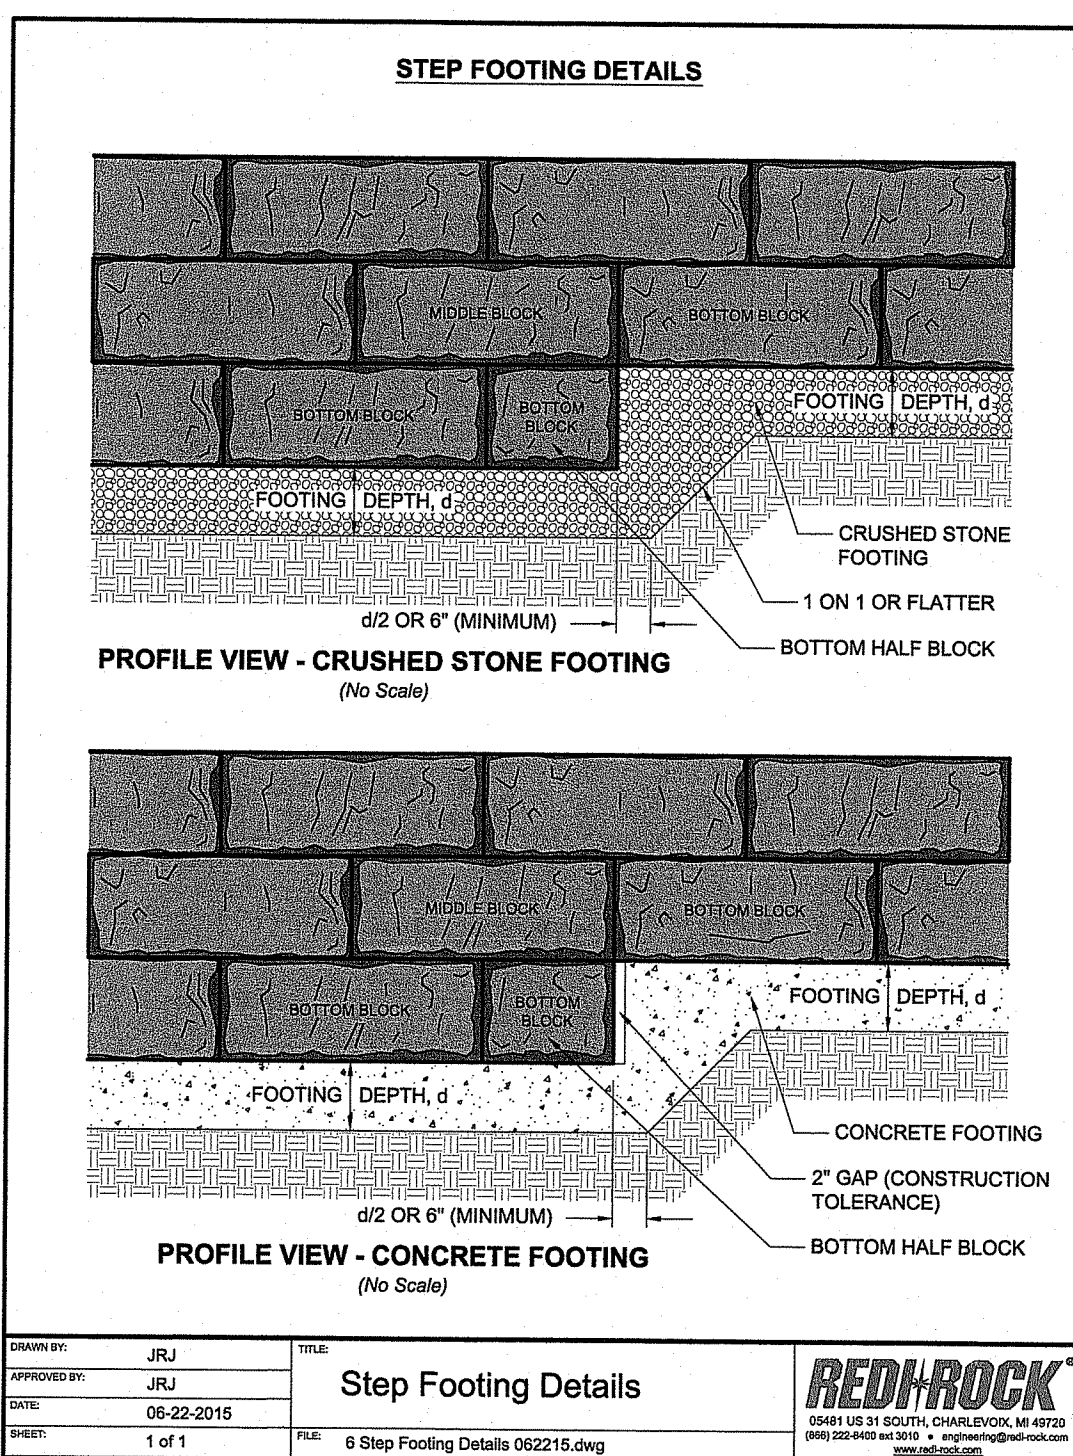 STEP FOOTING DETAILS
MIDDLE BLOCK
BOTTOM BLOCK
BOTTOM BLOCK
BOTTOM
BLOCK
FOOTING DEPTH, d
FOOTING DEPTH, d
CRUSHED STONE
FOOTING
1 ON 1 OR FLATTER
d/2 OR 6" (MINIMUM)
BOTTOM HALF BLOCK
PROFILE VIEW - CRUSHED STONE FOOTING
(No Scale)
MIDDLE BLOCK
BOTTOM BLOCK
BOTTOM BLOCK
BOTTOM
BLOCK
FOOTING DEPTH, d
FOOTING DEPTH, d
CONCRETE FOOTING
2" GAP (CONSTRUCTION
TOLERANCE)
d/2 OR 6" (MINIMUM)
BOTTOM HALF BLOCK
PROFILE VIEW - CONCRETE FOOTING
(No Scale)
DRAWN BY: JRJ
APPROVED BY: JRJ
DATE: 06-22-2015
SHEET: 1 of 1
TITLE:
Step Footing Details
FILE: 6 Step Footing Details 062215.dwg
REDI-ROCK®
05481 US 31 SOUTH, CHARLEVOIX, MI 49720
(866) 222-8400 ext 3010 • engineering@redi-rock.com
www.redi-rock.com